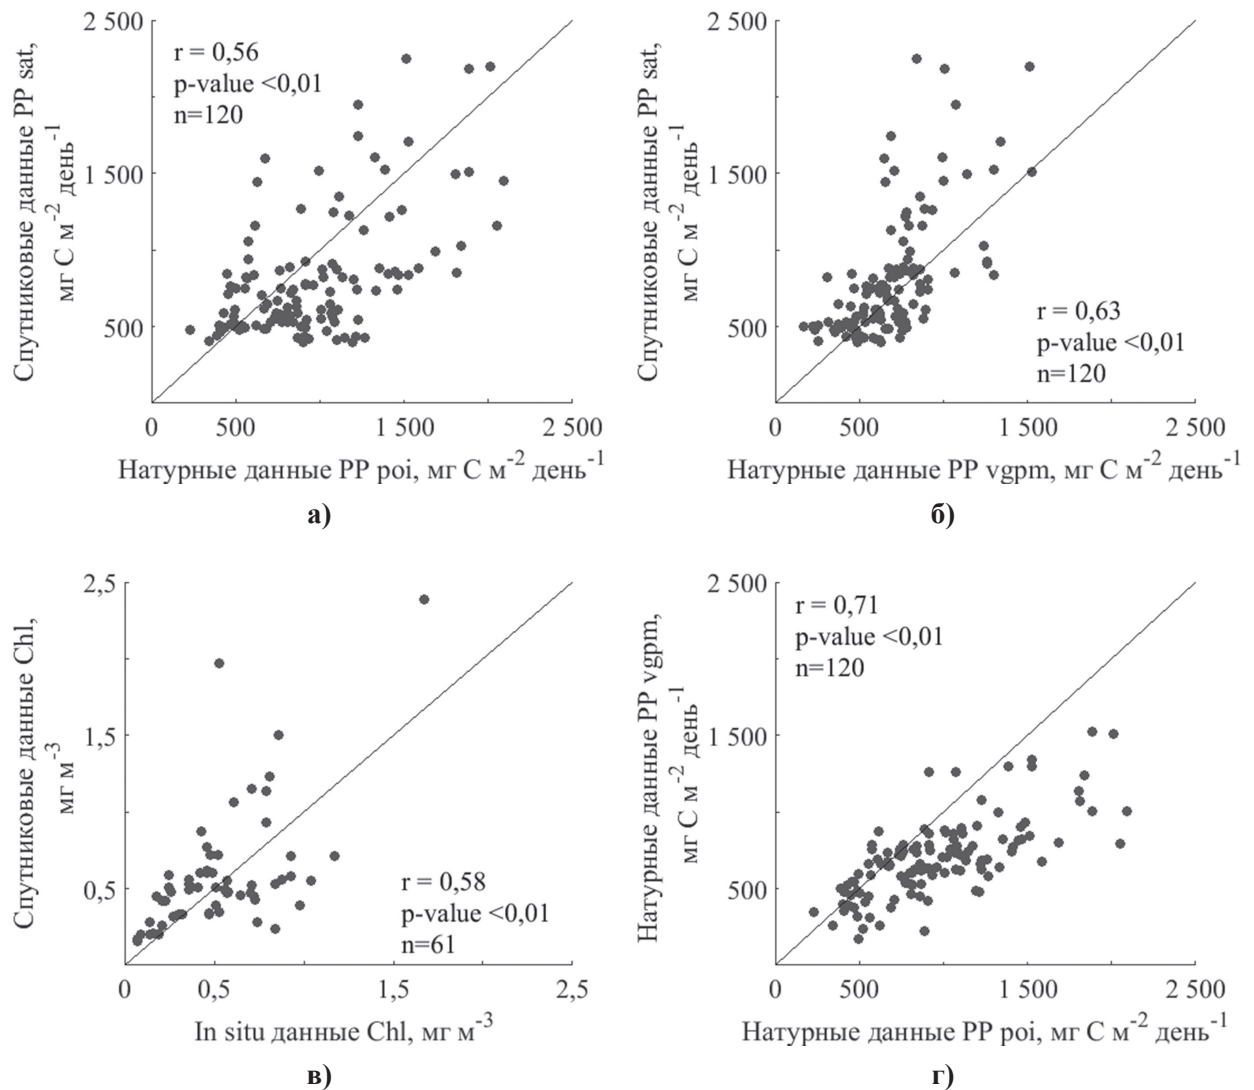 Спутниковые данные PP sat,
мг C м-2 день-1
2 500
1 500
500
r = 0,56
p-value <0,01
n=120
0 500 1 500 2 500
Натурные данные PP poi, мг C м-2 день-1
а)
Спутниковые данные PP sat,
мг C м-2 день-1
2 500
1 500
500
r = 0,63
p-value <0,01
n=120
0 500 1 500 2 500
Натурные данные PP vgpm, мг C м-2 день-1
б)
Спутниковые данные Chl,
мг м-3
2,5
1,5
0,5
r = 0,58
p-value <0,01
n=61
0 0,5 1,5 2,5
In situ данные Chl, мг м-3
в)
Натурные данные PP vgpm,
мг C м-2 день-1
2 500
1 500
500
r = 0,71
p-value <0,01
n=120
0 500 1 500 2 500
Натурные данные PP poi, мг C м-2 день-1
г)